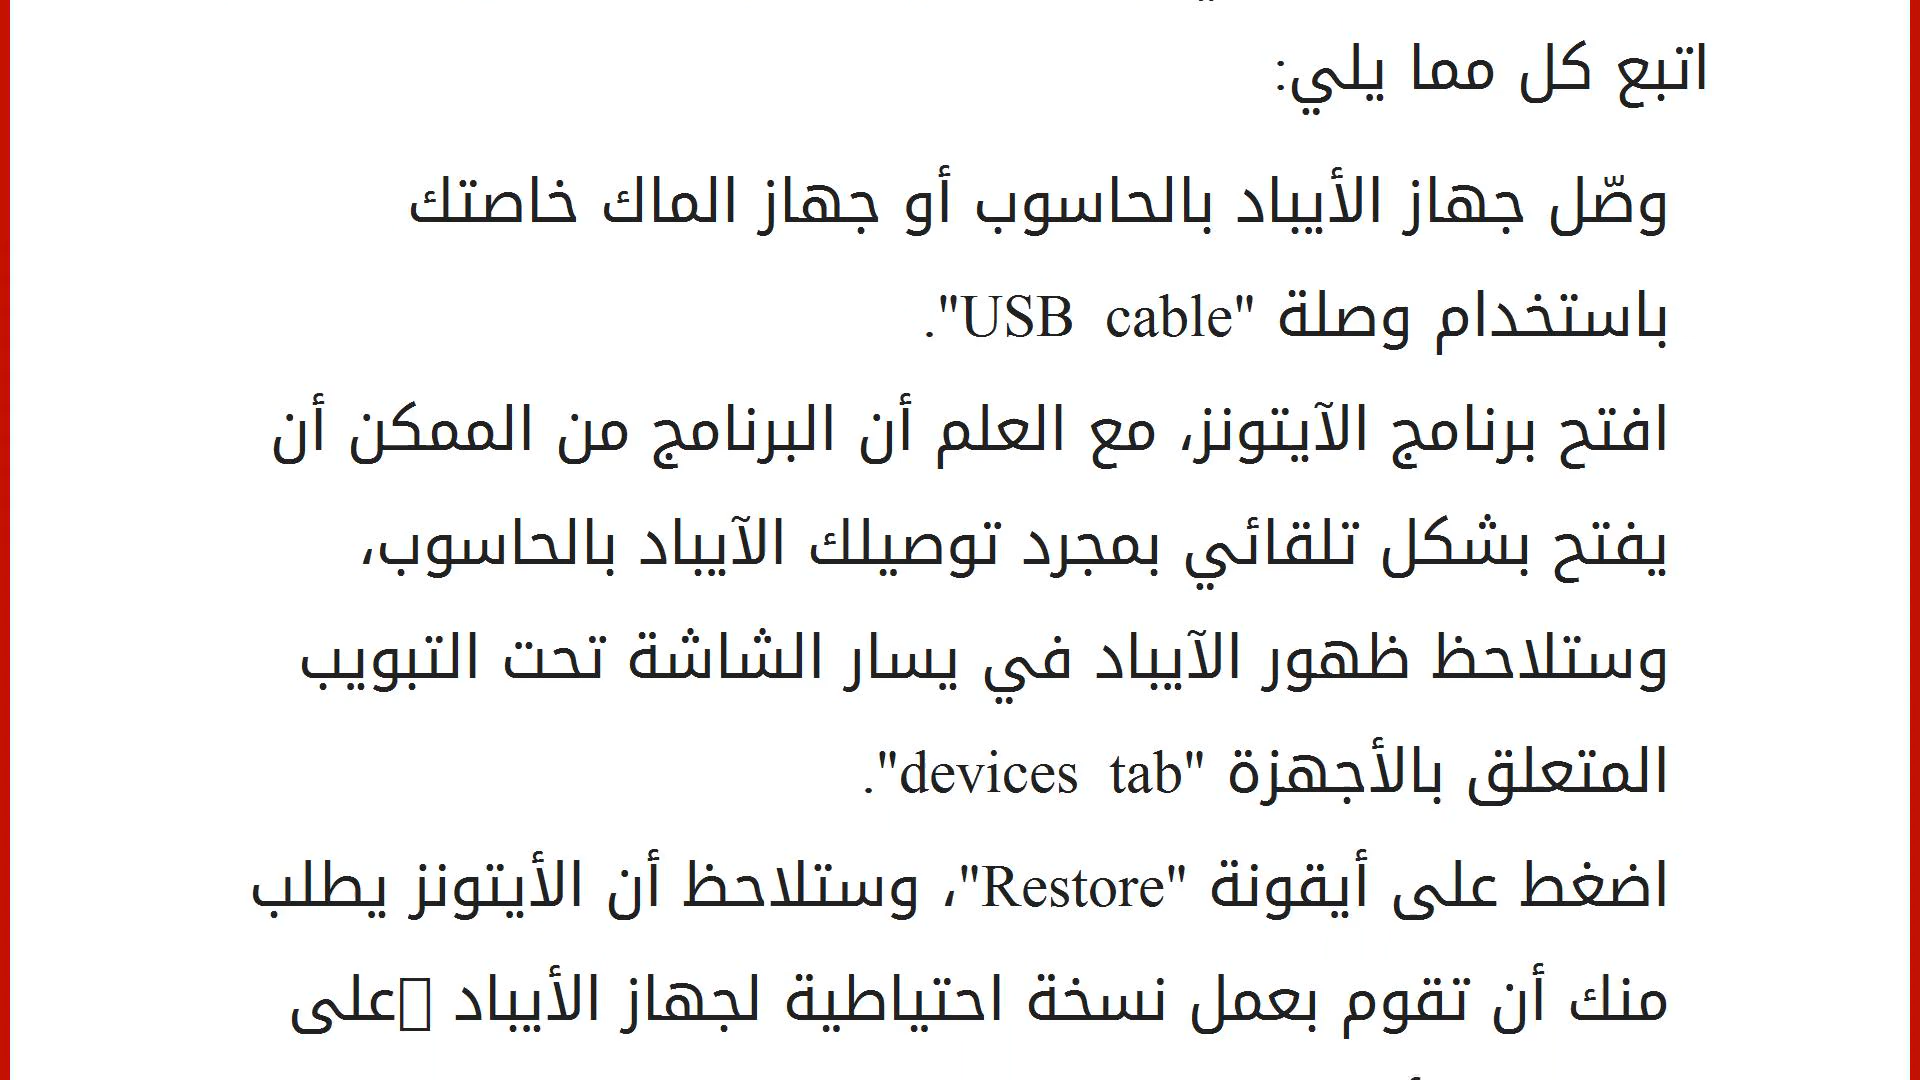 اتبع كل مما يلي:
وصّل جهاز الأيباد بالحاسوب أو جهاز الماك خاصتك
باستخدام وصلة "USB cable".
افتح برنامج الآيتونز، مع العلم أن البرنامج من الممكن أن
يفتح بشكل تلقائي بمجرد توصيلك الآيباد بالحاسوب،
وستلاحظ ظهور الآيباد في يسار الشاشة تحت التبويب
المتعلق بالأجهزة "devices tab".
اضغط على أيقونة "Restore"، وستلاحظ أن الأيتونز يطلب
منك أن تقوم بعمل نسخة احتياطية لجهاز الأيباد على